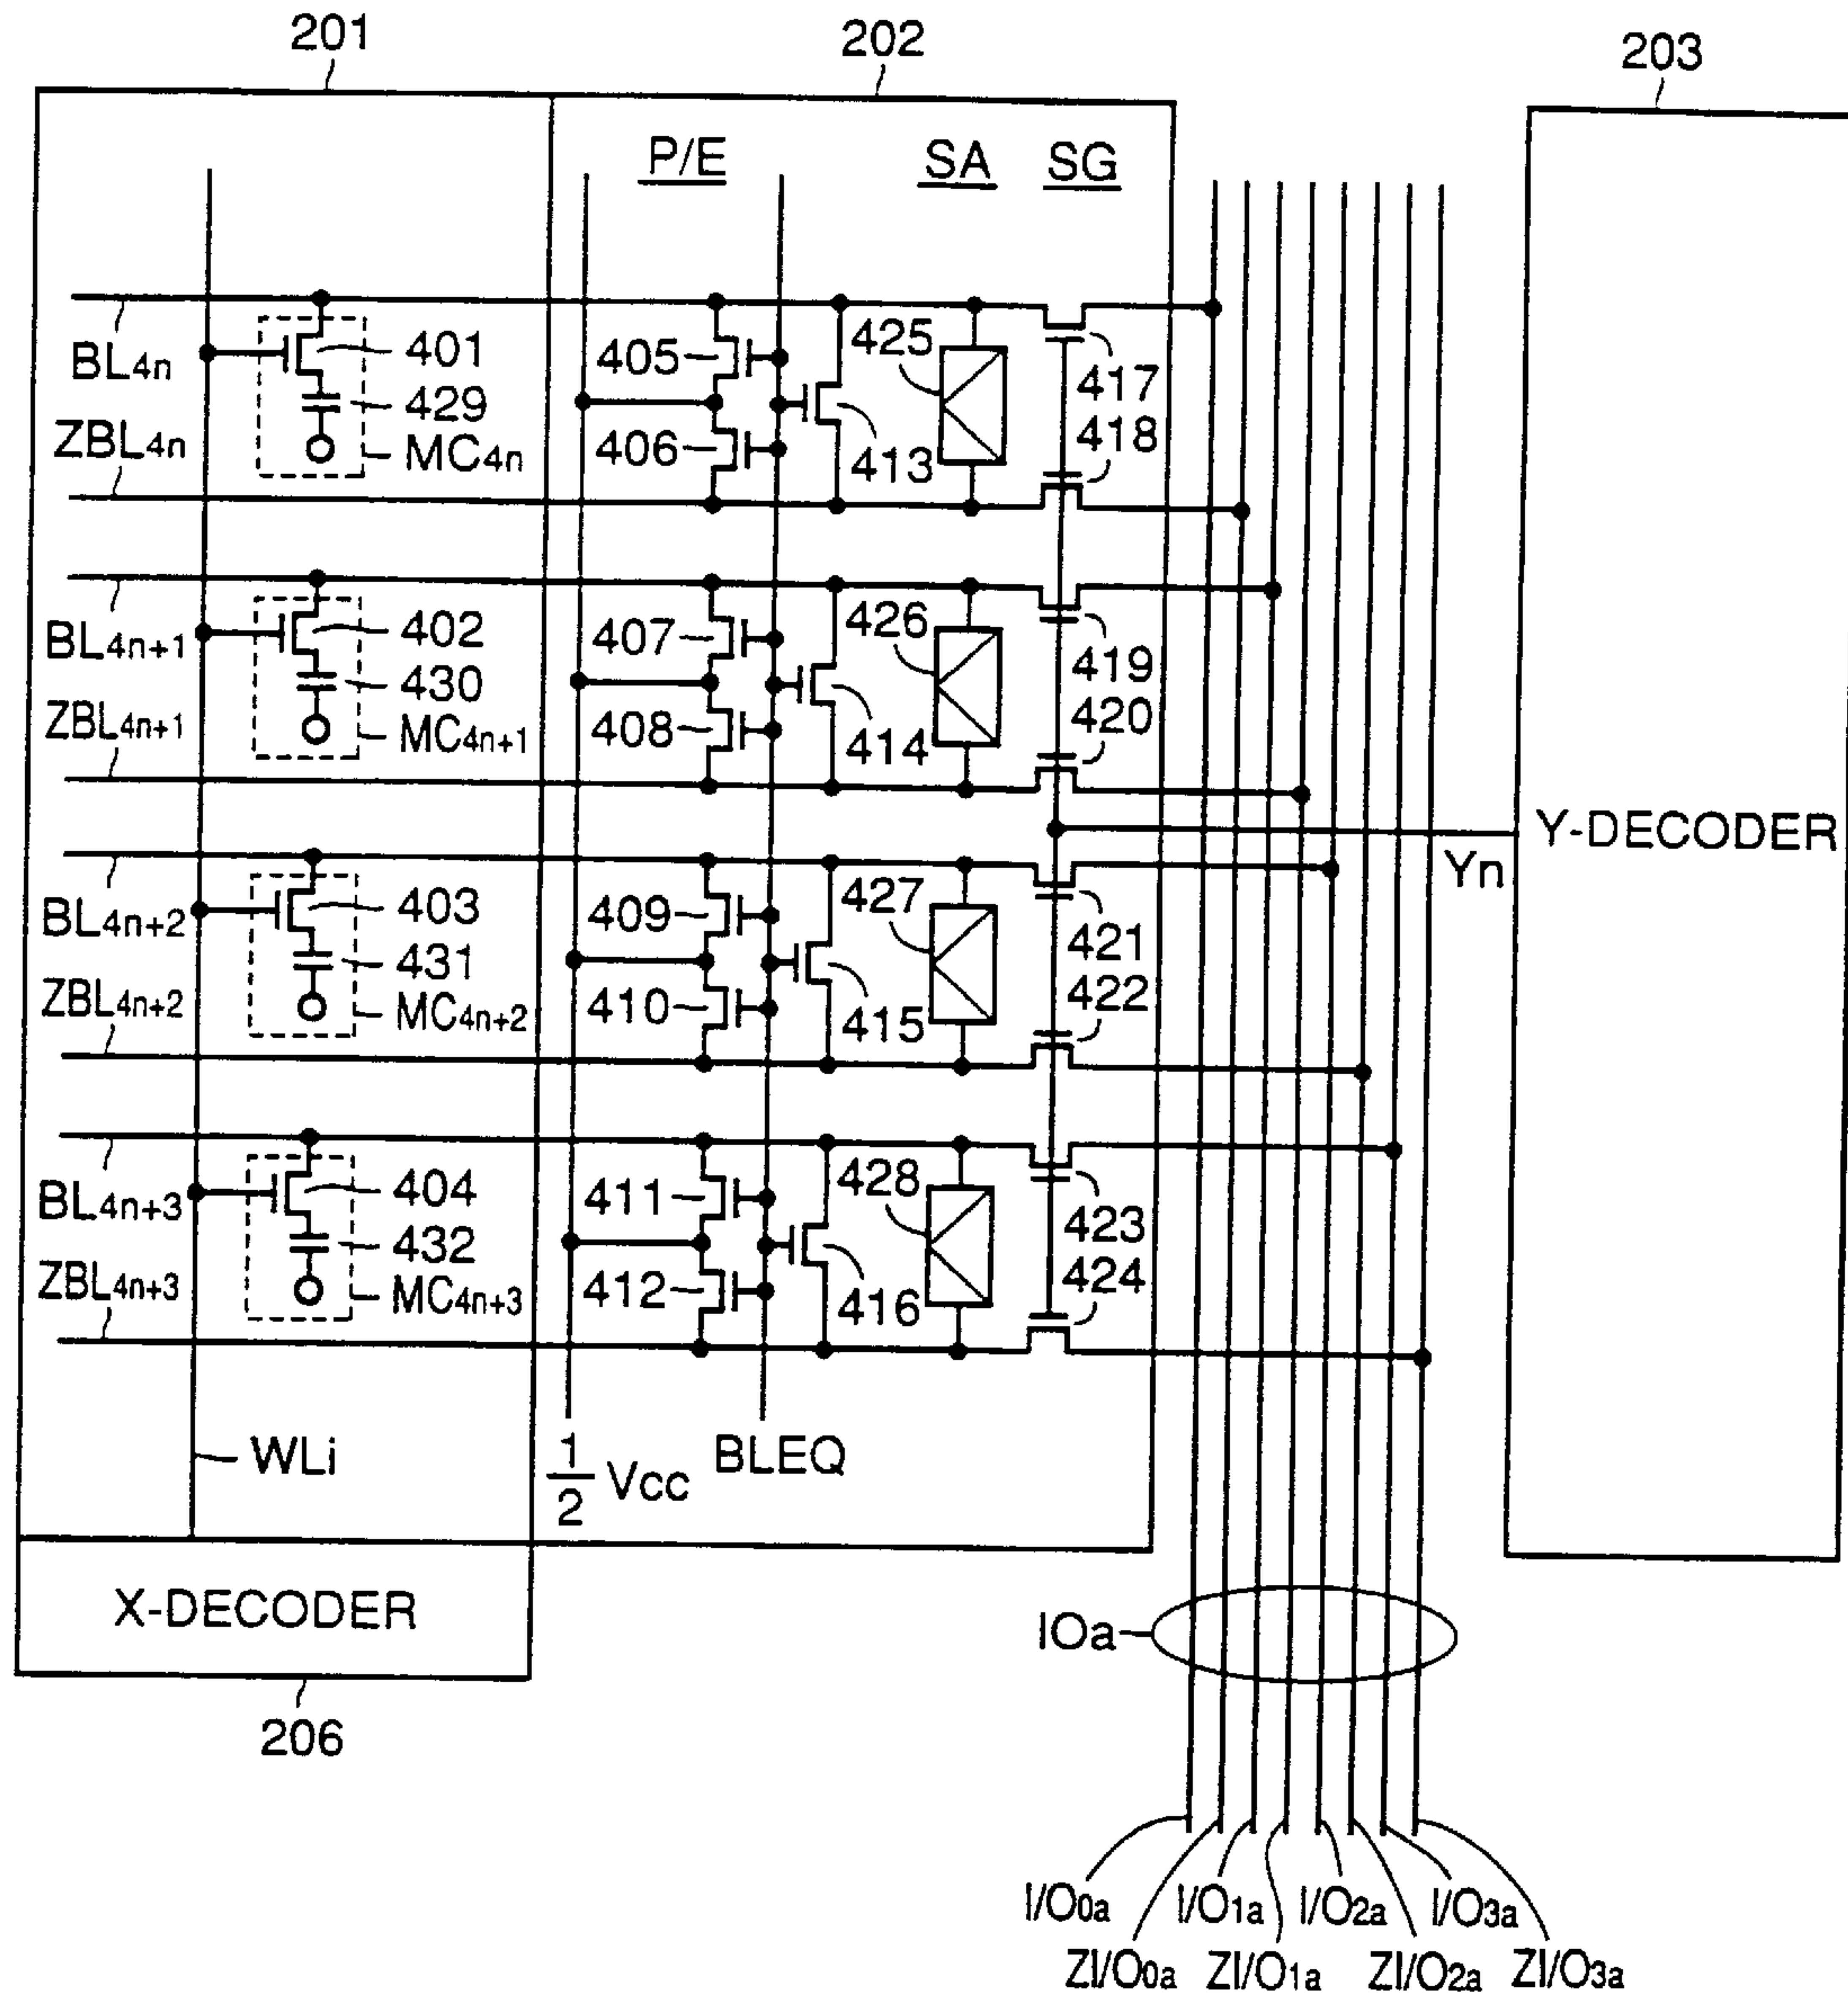 201
202
203
P/E
SA
SG
BL4n
401
405
425
417
429
ZBL4n
MC4n
406
413
418
BL4n+1
402
407
426
419
430
ZBL4n+1
MC4n+1
408
414
420
Y-DECODER
Yn
BL4n+2
403
409
427
421
431
ZBL4n+2
MC4n+2
410
415
422
BL4n+3
404
411
428
423
432
ZBL4n+3
MC4n+3
412
416
424
WLi
1/2 Vcc
BLEQ
X-DECODER
IOa
206
I/O0a
I/O1a
I/O2a
I/O3a
ZI/O0a
ZI/O1a
ZI/O2a
ZI/O3a